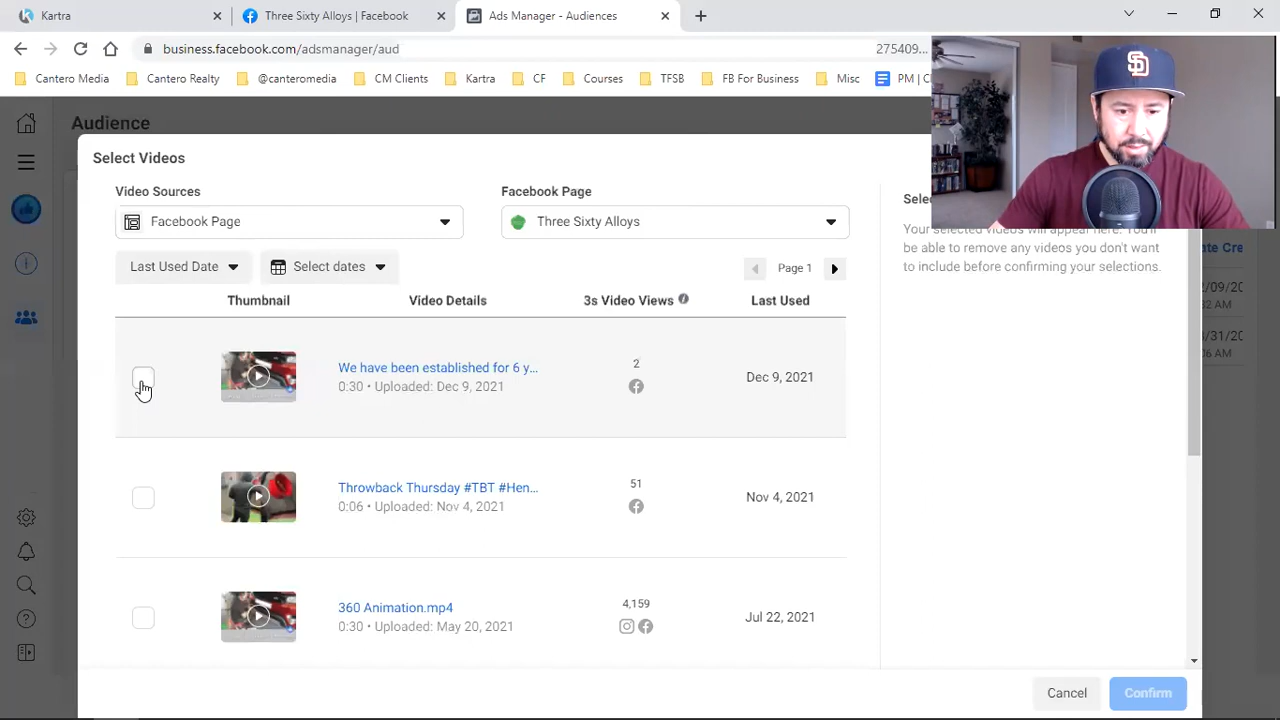 Kartra
Three Sixty Alloys | Facebook
Ads Manager - Audiences
business.facebook.com/adsmanager/aud
275409...
Cantero Media
Cantero Realty
@canteromedia
CM Clients
Kartra
CF
Courses
TFSB
FB For Business
Misc
PM | C
SD
Audience
Select Videos
Video Sources
Facebook Page
Facebook Page
Three Sixty Alloys
Last Used Date
Select dates
Page 1
Thumbnail
Video Details
3s Video Views
Last Used
We have been established for 6 y...
0:30 • Uploaded: Dec 9, 2021
2
Dec 9, 2021
Throwback Thursday #TBT #Hen...
0:06 • Uploaded: Nov 4, 2021
51
Nov 4, 2021
360 Animation.mp4
0:30 • Uploaded: May 20, 2021
4,159
Jul 22, 2021
Your selected videos will appear here. You'll
be able to remove any videos you don't want
to include before confirming your selections.
Cancel
Confirm